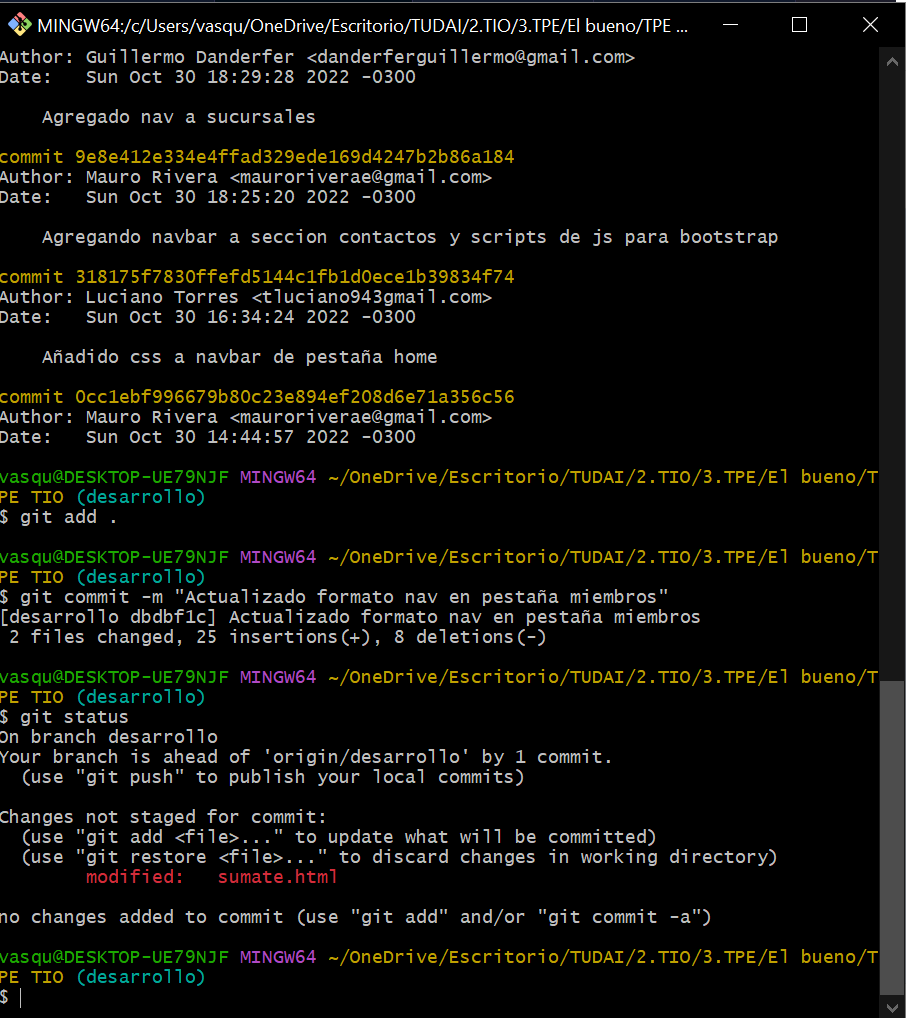 MINGW64:/c/Users/vasqu/OneDrive/Escritorio/TUDAI/2.TIO/3.TPE/El bueno/TPE ...
Author: Guillermo Danderfer <danderferguillermo@gmail.com>
Date:   Sun Oct 30 18:29:28 2022 -0300
    Agregado nav a sucursales
commit 9e8e412e334e4ffad329ede169d4247b2b86a184
Author: Mauro Rivera <mauroriverae@gmail.com>
Date:   Sun Oct 30 18:25:20 2022 -0300
    Agregando navbar a seccion contactos y scripts de js para bootstrap
commit 318175f7830ffefd5144c1fb1d0ece1b39834f74
Author: Luciano Torres <tluciano943gmail.com>
Date:   Sun Oct 30 16:34:24 2022 -0300
    Añadido css a navbar de pestaña home
commit 0cc1ebf996679b80c23e894ef208d6e71a356c56
Author: Mauro Rivera <mauroriverae@gmail.com>
Date:   Sun Oct 30 14:44:57 2022 -0300
vasqu@DESKTOP-UE79NJF MINGW64 ~/OneDrive/Escritorio/TUDAI/2.TIO/3.TPE/El bueno/T
PE TIO (desarrollo)
$ git add .
vasqu@DESKTOP-UE79NJF MINGW64 ~/OneDrive/Escritorio/TUDAI/2.TIO/3.TPE/El bueno/T
PE TIO (desarrollo)
$ git commit -m "Actualizado formato nav en pestaña miembros"
[desarrollo dbdbf1c] Actualizado formato nav en pestaña miembros
 2 files changed, 25 insertions(+), 8 deletions(-)
vasqu@DESKTOP-UE79NJF MINGW64 ~/OneDrive/Escritorio/TUDAI/2.TIO/3.TPE/El bueno/T
PE TIO (desarrollo)
$ git status
On branch desarrollo
Your branch is ahead of 'origin/desarrollo' by 1 commit.
  (use "git push" to publish your local commits)
Changes not staged for commit:
  (use "git add <file>..." to update what will be committed)
  (use "git restore <file>..." to discard changes in working directory)
        modified:   sumate.html
no changes added to commit (use "git add" and/or "git commit -a")
vasqu@DESKTOP-UE79NJF MINGW64 ~/OneDrive/Escritorio/TUDAI/2.TIO/3.TPE/El bueno/T
PE TIO (desarrollo)
$